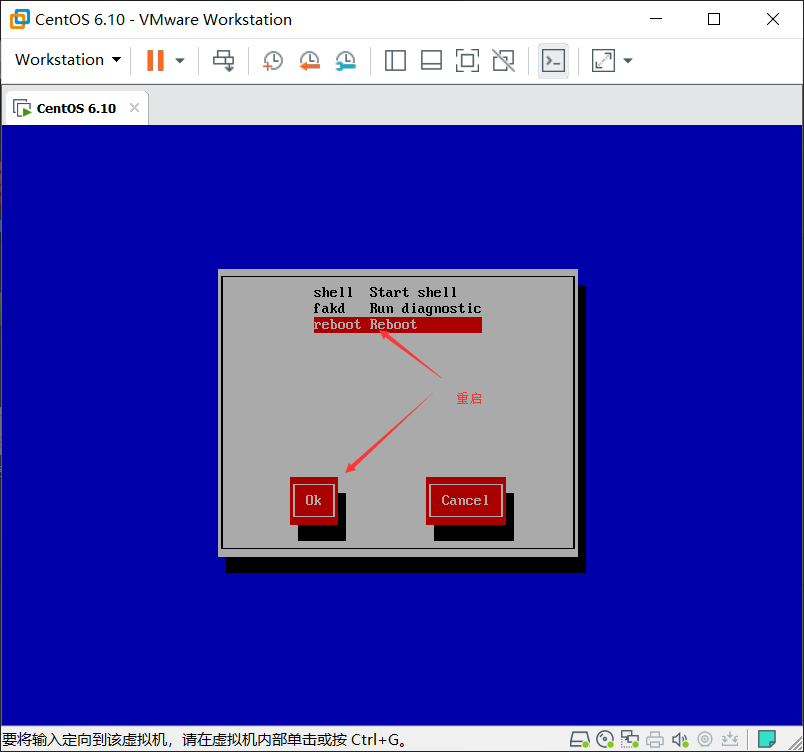 CentOS 6.10 - VMware Workstation
Workstation
CentOS 6.10
shell Start shell
fakd Run diagnostic
reboot Reboot
重启
Ok Cancel
要将输入定向到该虚拟机，请在虚拟机内部单击或按 Ctrl+G。